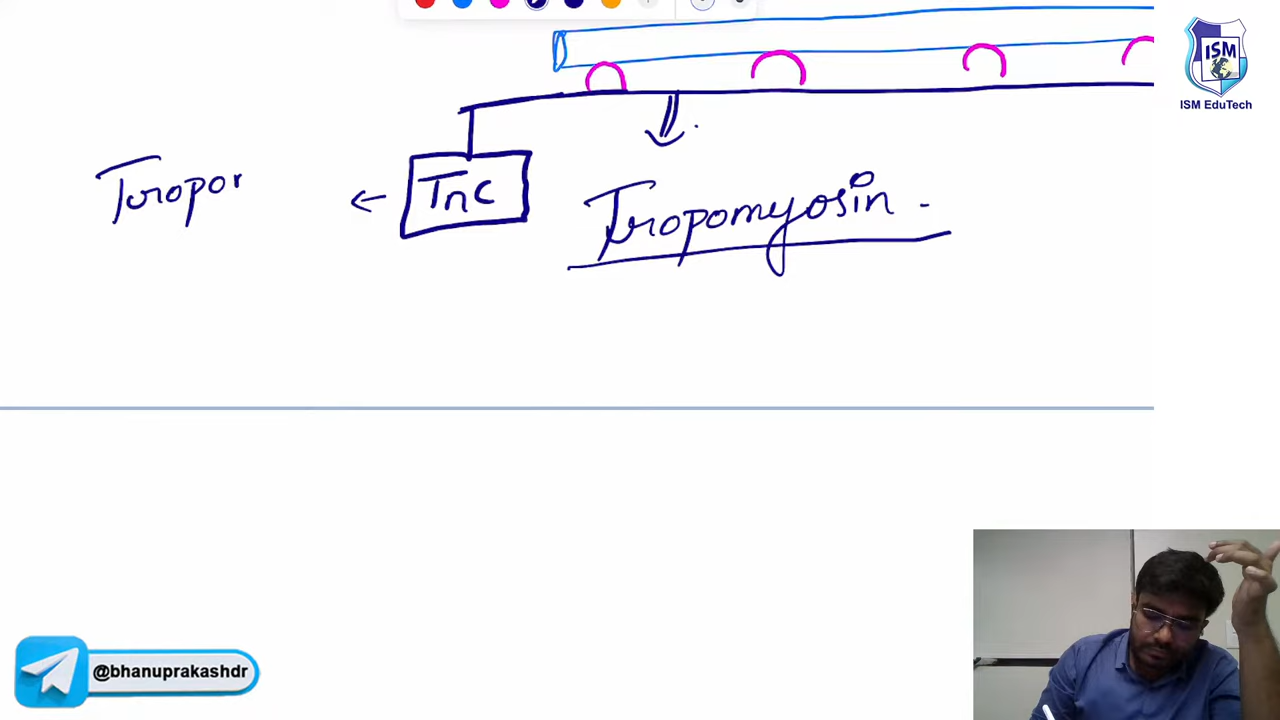 ISM
ISM EduTech
Tropor
←
TnC
Tropomyosin -
@bhanuprakashdr